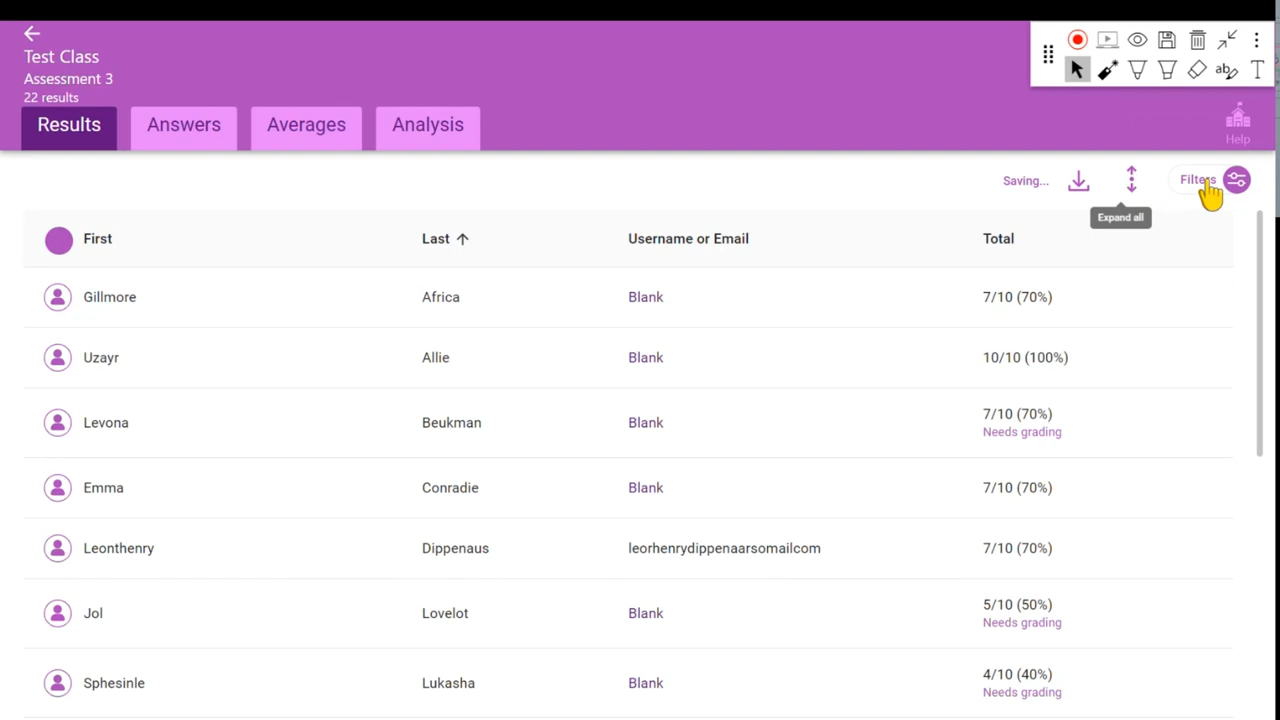 Test Class
Assessment 3
22 results
Results Answers Averages Analysis
Help
Saving... Filters
Expand all
First Last Username or Email Total
Gillmore Africa Blank 7/10 (70%)
Uzayr Allie Blank 10/10 (100%)
Levona Beukman Blank 7/10 (70%)
Needs grading
Emma Conradie Blank 7/10 (70%)
Leonthenry Dippenaus leorhenrydippenaarsomailcom 7/10 (70%)
Jol Lovelot Blank 5/10 (50%)
Needs grading
Sphesinle Lukasha Blank 4/10 (40%)
Needs grading